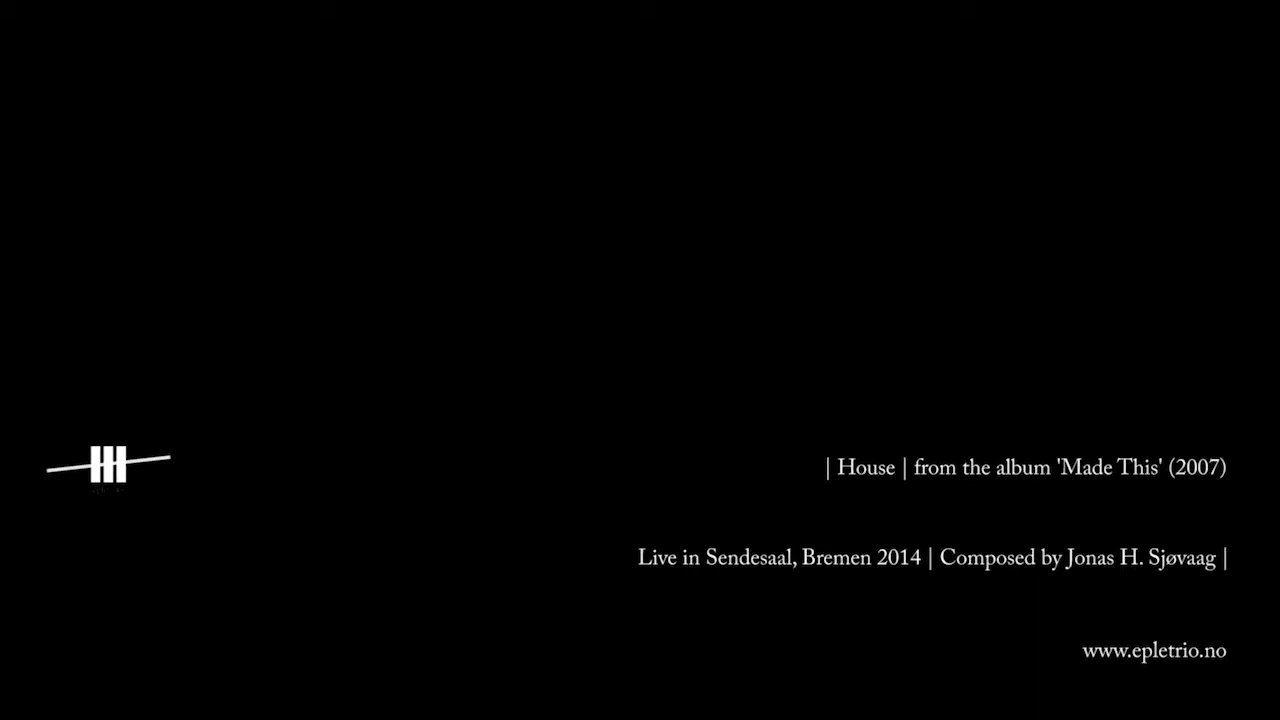 | House | from the album 'Made This' (2007)
Live in Sendesaal, Bremen 2014 | Composed by Jonas H. Sjøvaag |
www.epletrio.no